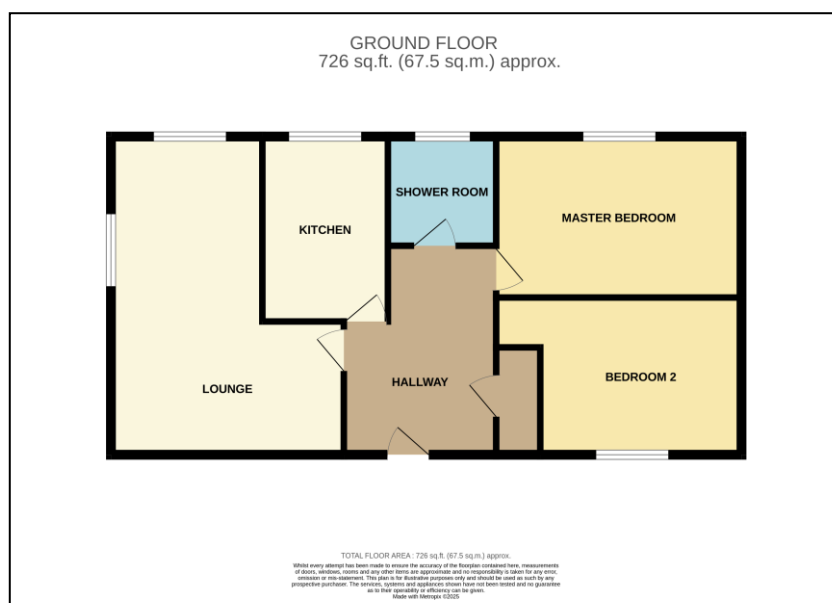 GROUND FLOOR
726 sq.ft. (67.5 sq.m.) approx.
SHOWER ROOM
MASTER BEDROOM
KITCHEN
BEDROOM 2
HALLWAY
LOUNGE
TOTAL FLOOR AREA : 726 sq.ft. (67.5 sq.m.) approx.
Whilst every attempt has been made to ensure the accuracy of the floorplan contained here, measurements
of doors, windows, rooms and any other items are approximate and no responsibility is taken for any error,
omission or mis-statement. This plan is for illustrative purposes only and should be used as such by any
prospective purchaser. The services, systems and appliances shown have not been tested and no guarantee
as to their operability or efficiency can be given.
Made with Metropix ©2025